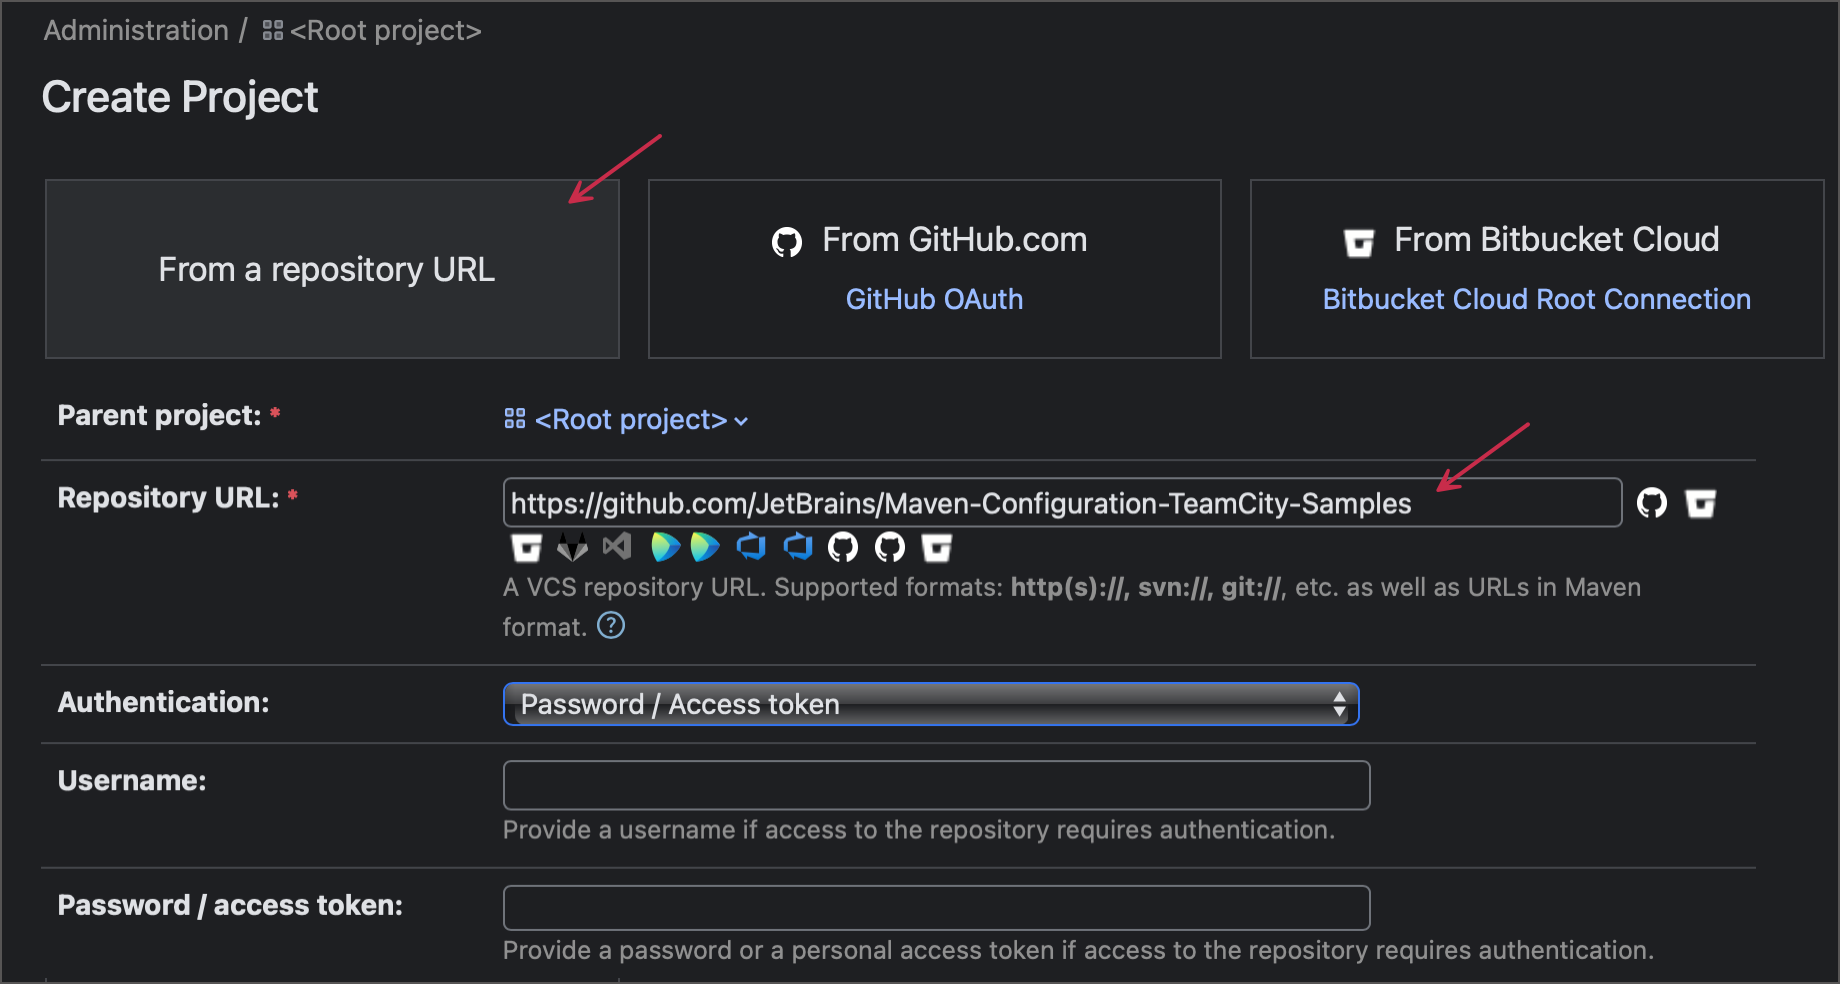 Administration / <Root project>
Create Project
From a repository URL
From GitHub.com
GitHub OAuth
From Bitbucket Cloud
Bitbucket Cloud Root Connection
Parent project: *
<Root project>
Repository URL: *
https://github.com/JetBrains/Maven-Configuration-TeamCity-Samples
A VCS repository URL. Supported formats: http(s)://, svn://, git://, etc. as well as URLs in Maven
format. ?
Authentication:
Password / Access token
Username:
Provide a username if access to the repository requires authentication.
Password / access token:
Provide a password or a personal access token if access to the repository requires authentication.